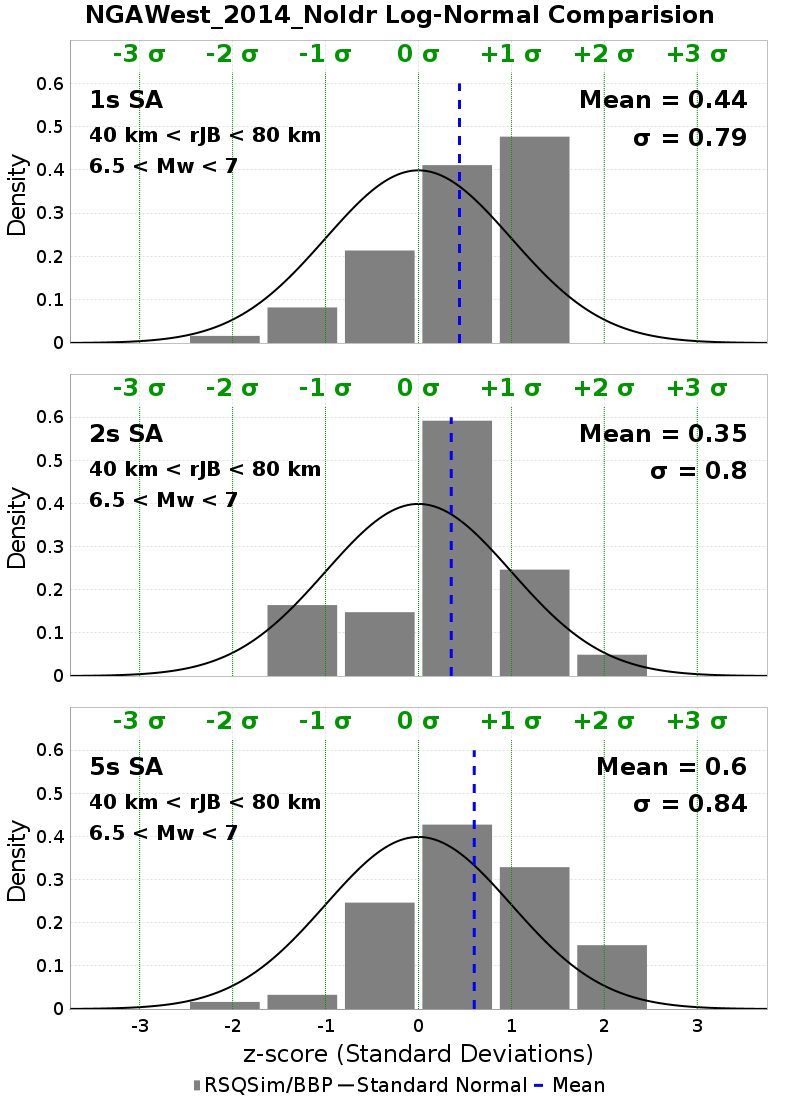 NGAWest_2014_NoIdr Log-Normal Comparision
-3 σ -2 σ -1 σ 0 σ +1 σ +2 σ +3 σ
0.6
1s SA Mean = 0.44
0.5
40 km < rJB < 80 km σ = 0.79
6.5 < Mw < 7
0.4
Density
0.3
0.2
0.1
0
-3 σ -2 σ -1 σ 0 σ +1 σ +2 σ +3 σ
0.6
2s SA Mean = 0.35
0.5
40 km < rJB < 80 km σ = 0.8
6.5 < Mw < 7
0.4
Density
0.3
0.2
0.1
0
-3 σ -2 σ -1 σ 0 σ +1 σ +2 σ +3 σ
0.6
5s SA Mean = 0.6
0.5
40 km < rJB < 80 km σ = 0.84
6.5 < Mw < 7
0.4
Density
0.3
0.2
0.1
0
-3 -2 -1 0 1 2 3
z-score (Standard Deviations)
RSQSim/BBP Standard Normal Mean